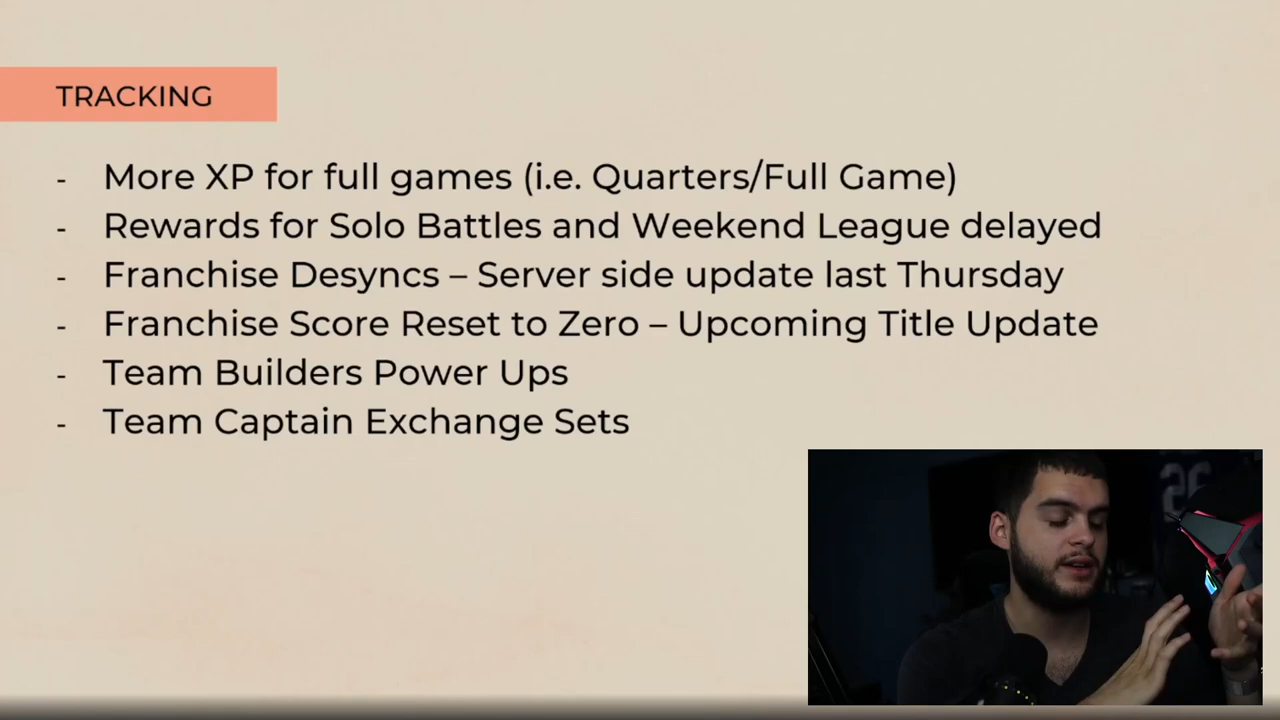 TRACKING
- More XP for full games (i.e. Quarters/Full Game)
- Rewards for Solo Battles and Weekend League delayed
- Franchise Desyncs – Server side update last Thursday
- Franchise Score Reset to Zero – Upcoming Title Update
- Team Builders Power Ups
- Team Captain Exchange Sets
26